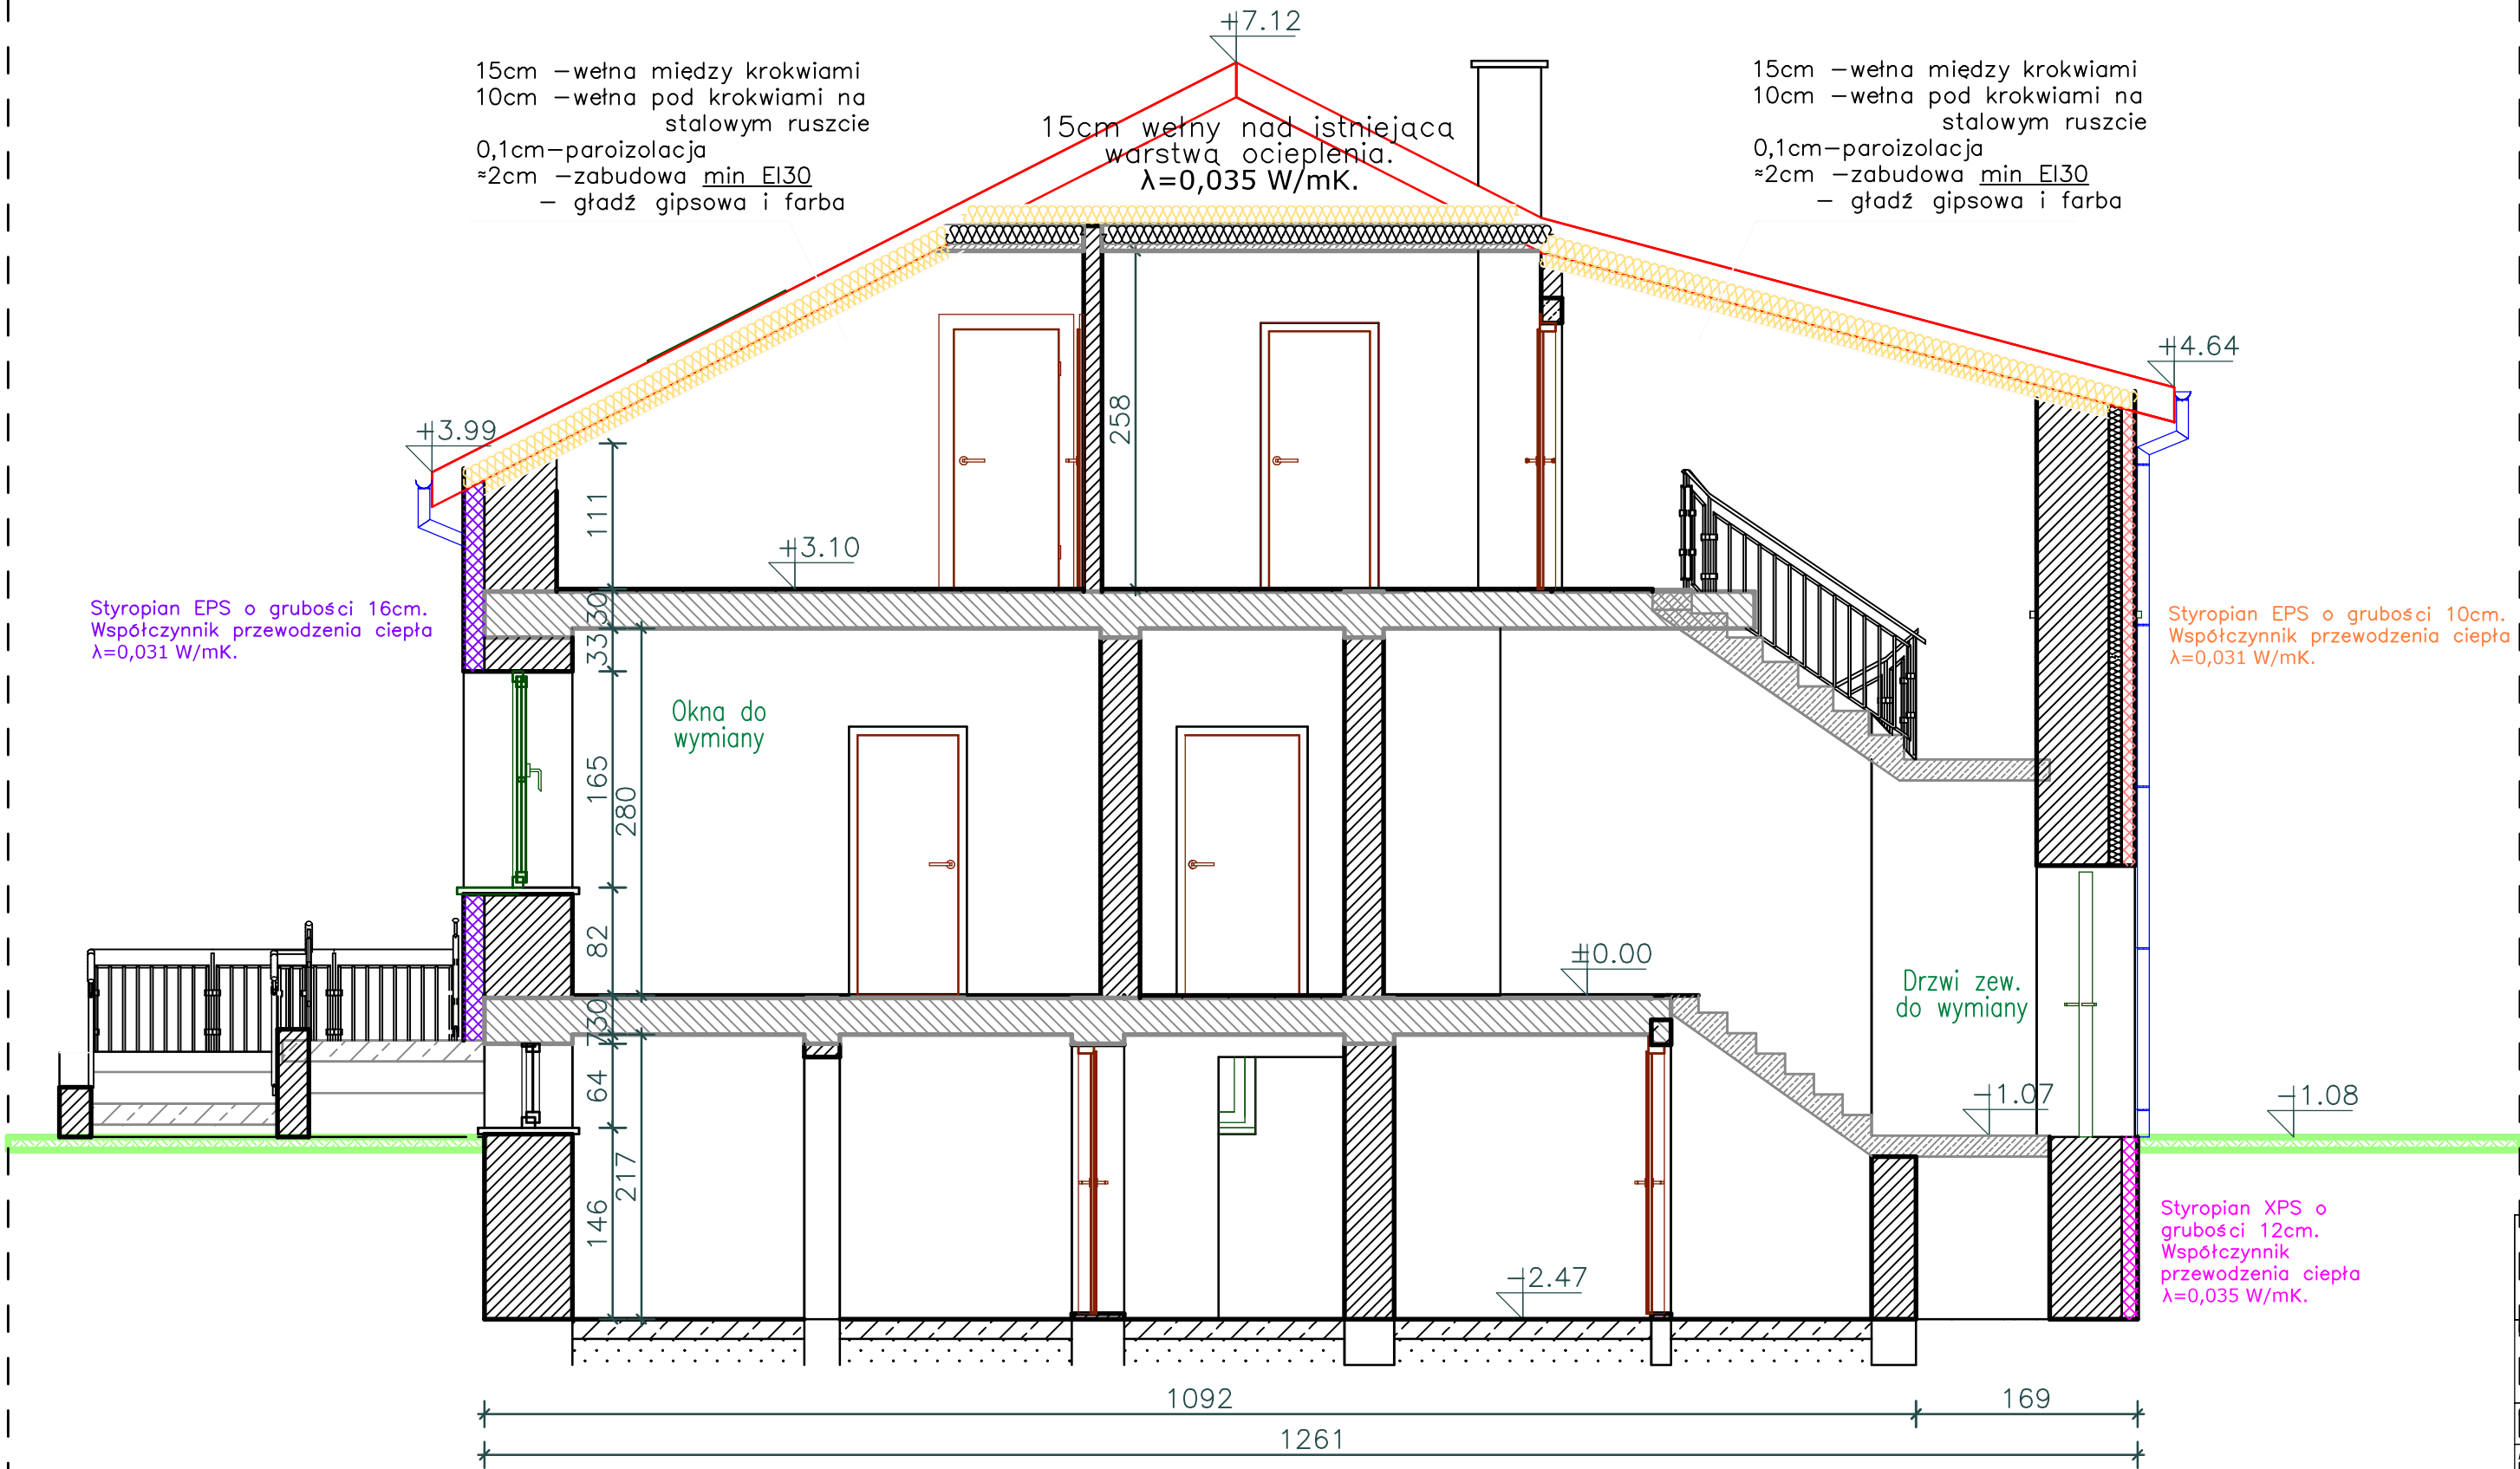 +7.12
15cm –wełna między krokwiami
10cm –wełna pod krokwiami na
stalowym ruszcie
0,1cm–paroizolacja
≈2cm –zabudowa min EI30
– gładź gipsowa i farba
15cm wełny nad istniejącą
warstwą ocieplenia.
λ=0,035 W/mK.
15cm –wełna między krokwiami
10cm –wełna pod krokwiami na
stalowym ruszcie
0,1cm–paroizolacja
≈2cm –zabudowa min EI30
– gładź gipsowa i farba
+4.64
+3.99
258
111
+3.10
Styropian EPS o grubości 16cm.
Współczynnik przewodzenia ciepła
λ=0,031 W/mK.
30
33
Styropian EPS o grubości 10cm.
Współczynnik przewodzenia ciepła
λ=0,031 W/mK.
Okna do
wymiany
165
280
82
±0.00
Drzwi zew.
do wymiany
30
7
64
−1.07
−1.08
217
146
−2.47
Styropian XPS o
grubości 12cm.
Współczynnik
przewodzenia ciepła
λ=0,035 W/mK.
1092
169
1261